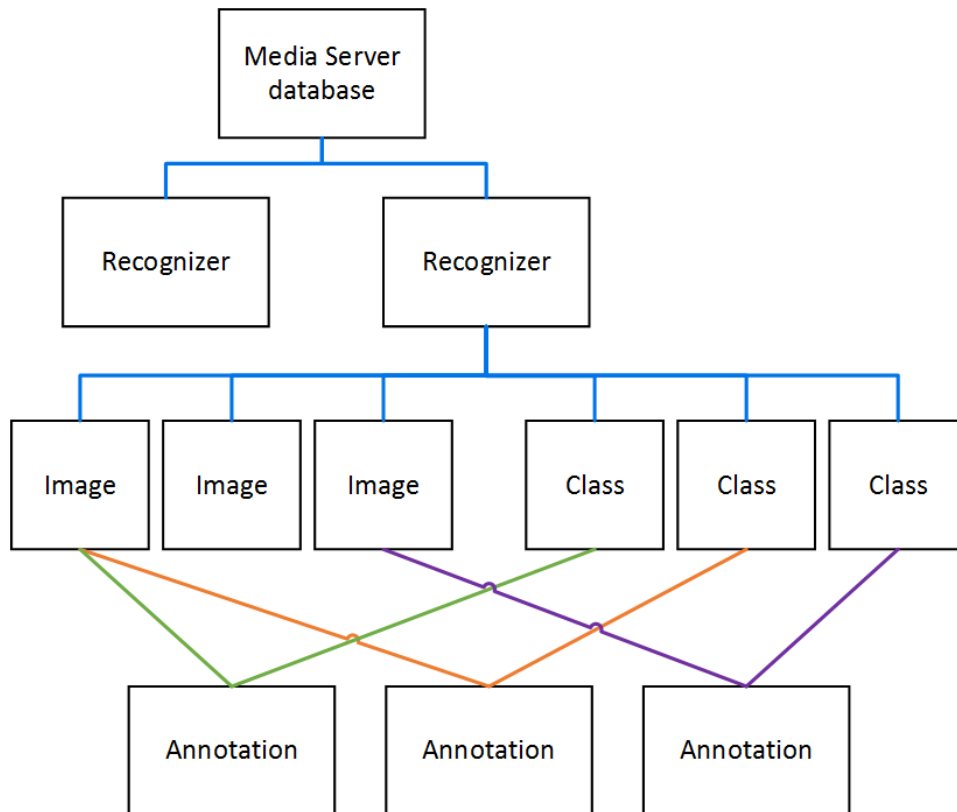 Media Server
database
Recognizer
Recognizer
Image
Image
Image
Class
Class
Class
Annotation
Annotation
Annotation